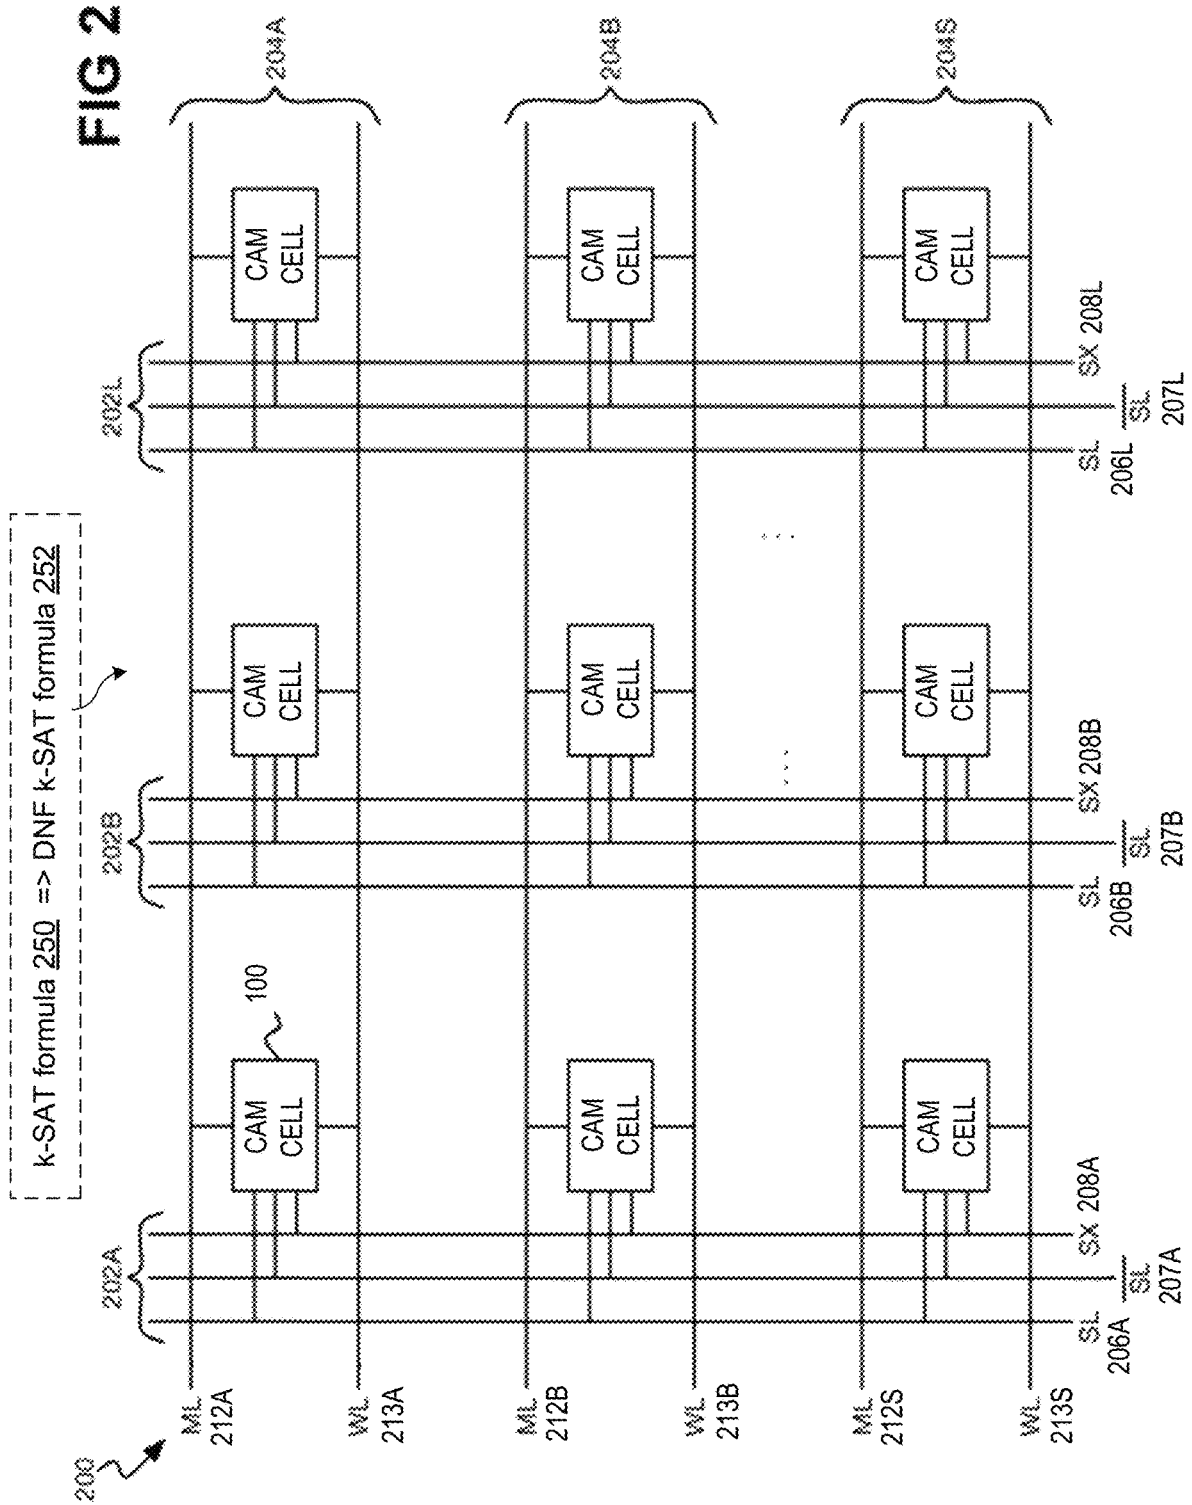 FIG 2
k-SAT formula 250 => DNF k-SAT formula 252
200
202A
202B
202L
ML
212A
CAM
CELL
100
CAM
CELL
CAM
CELL
204A
WL
213A
ML
212B
CAM
CELL
CAM
CELL
CAM
CELL
204B
WL
213B
...
...
ML
212S
CAM
CELL
CAM
CELL
CAM
CELL
204S
WL
213S
SL
206A
SL
207A
SX 208A
SL
206B
SL
207B
SX 208B
SL
206L
SL
207L
SX 208L